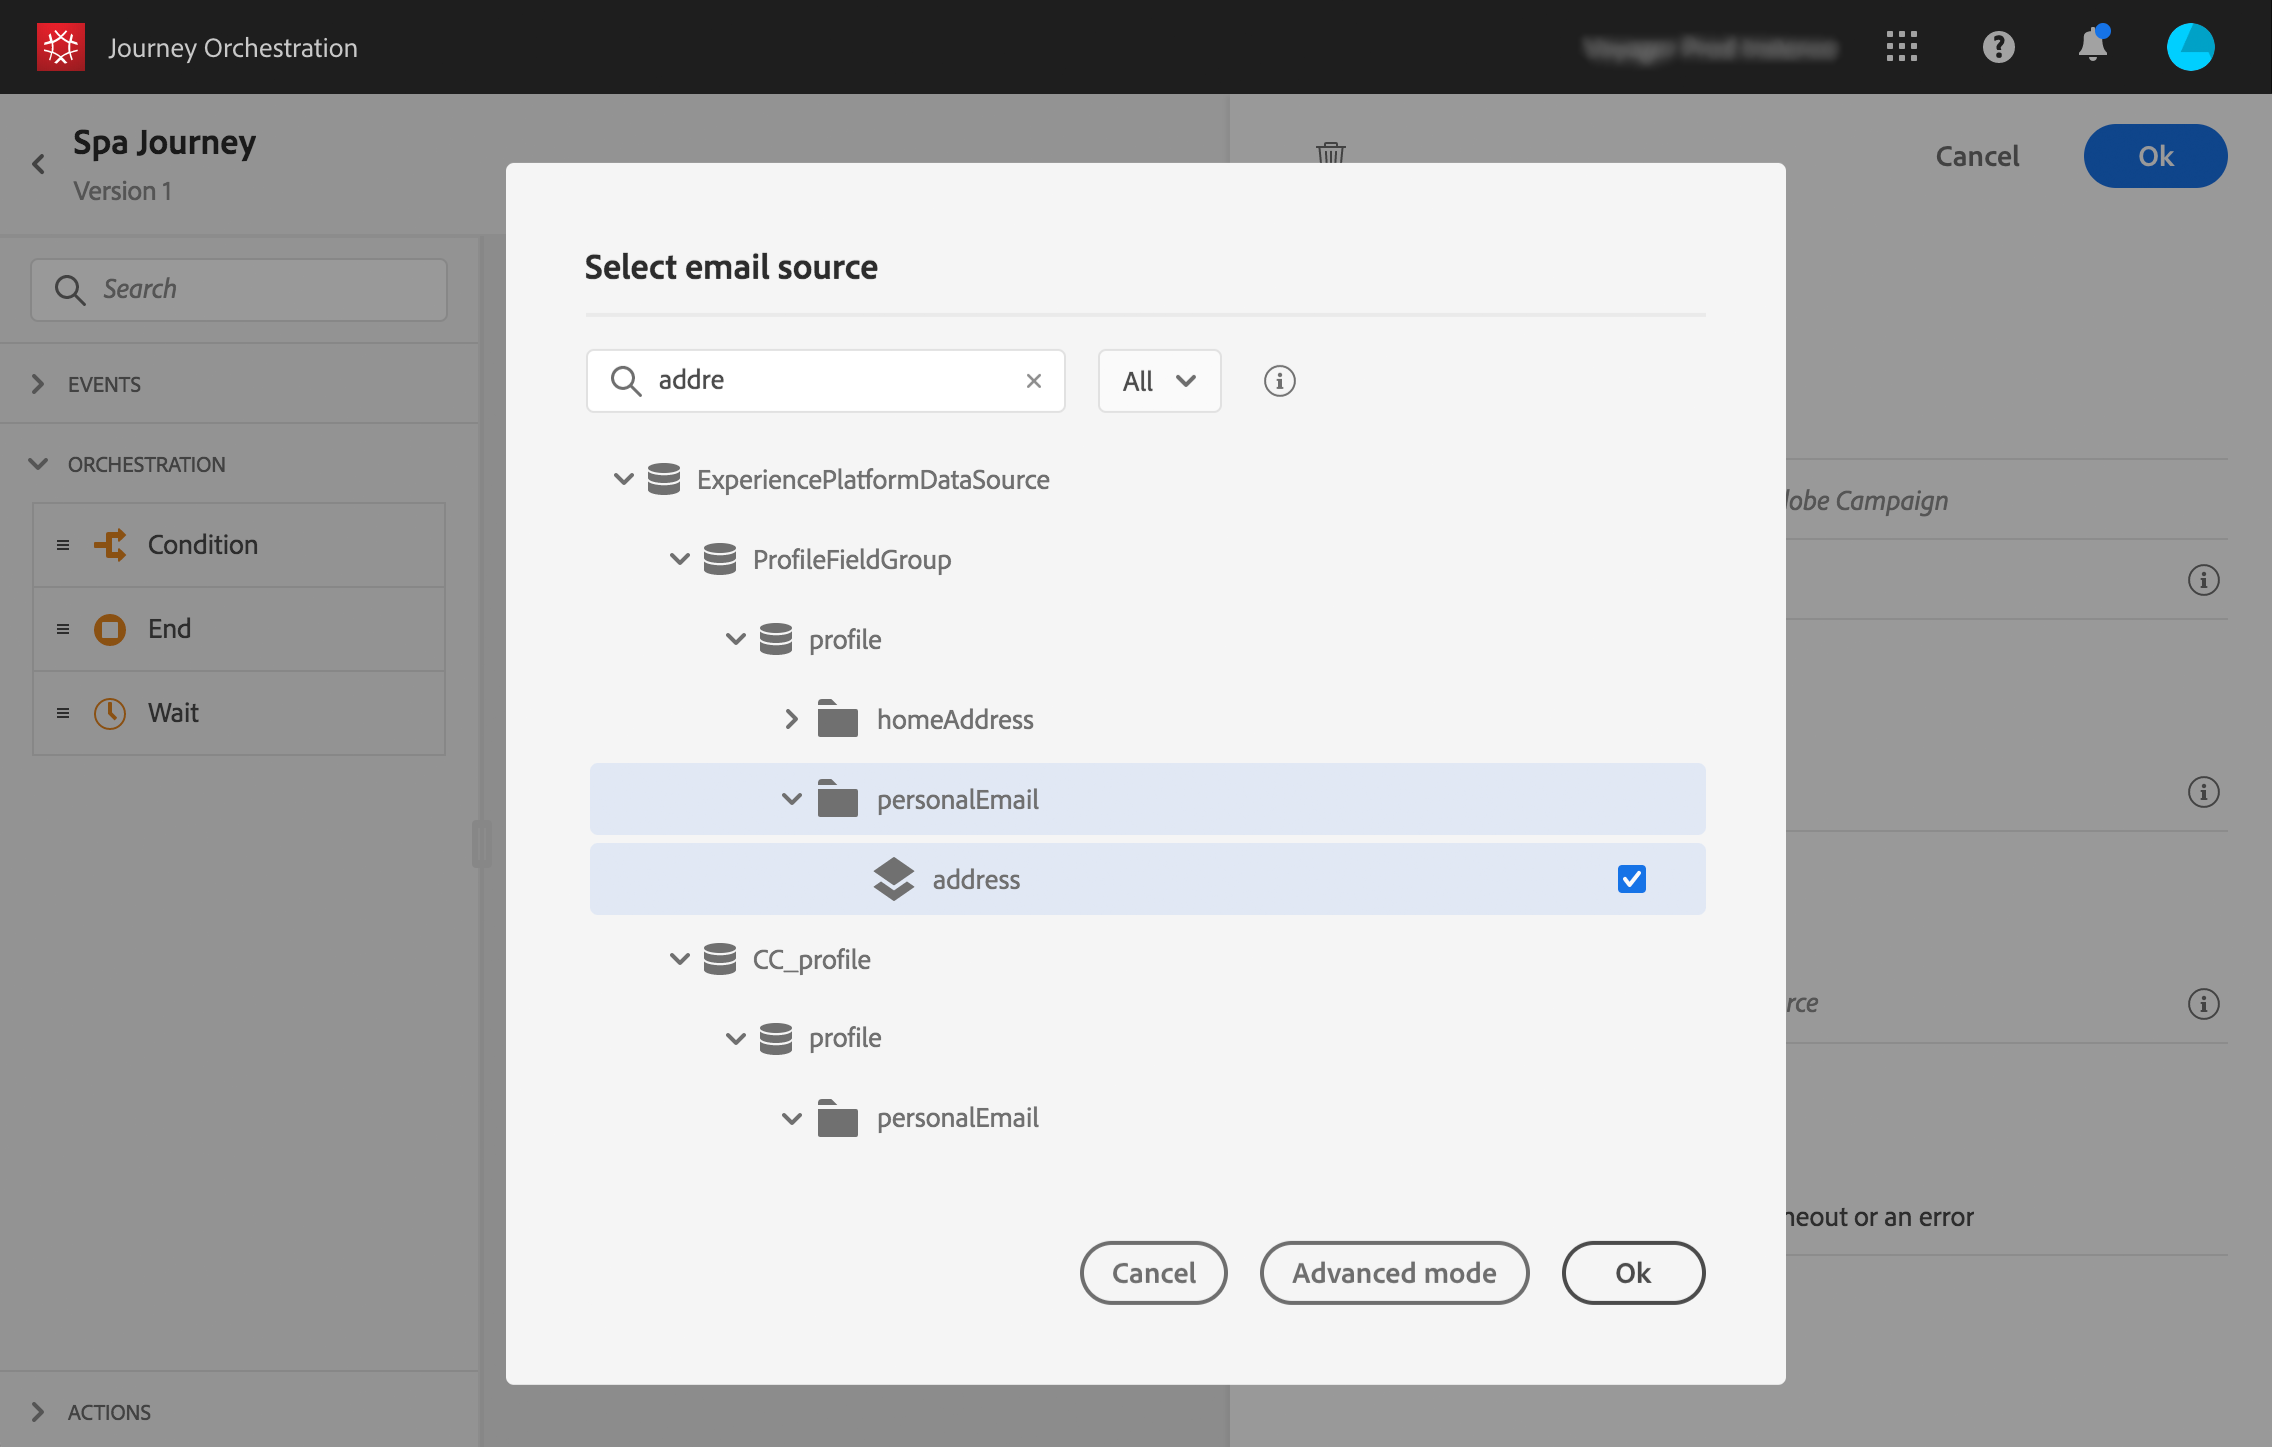 Journey Orchestration
Spa Journey
Version 1
Cancel
Ok
Search
EVENTS
ORCHESTRATION
Condition
End
Wait
ACTIONS
Select email source
addre
All
ExperiencePlatformDataSource
ProfileFieldGroup
profile
homeAddress
personalEmail
address
CC_profile
profile
personalEmail
Cancel
Advanced mode
Ok
dobe Campaign
rce
neout or an error